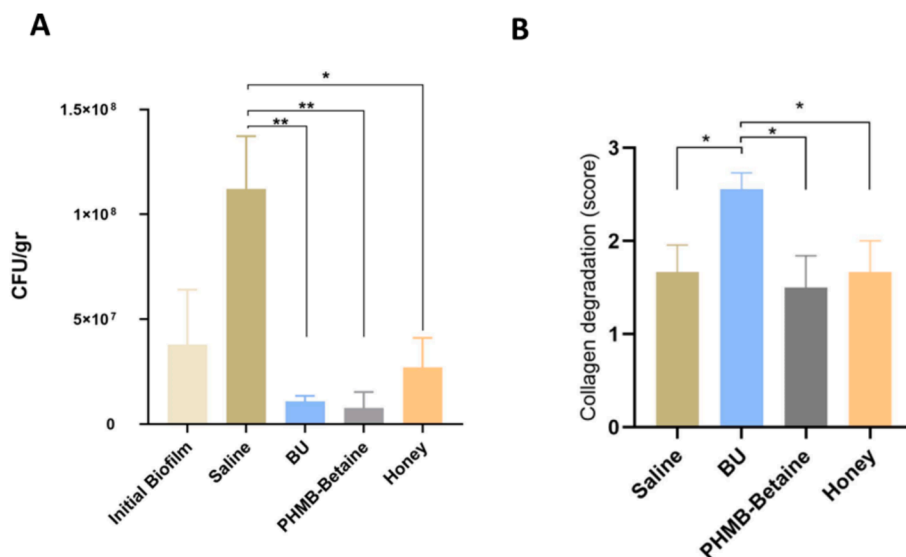 A
B
*
**
**
1.5×10⁸
1×10⁸
5×10⁷
0
CFU/gr
Initial Biofilm
Saline
BU
PHMB-Betaine
Honey
*
*
*
3
2
1
0
Collagen degradation (score)
Saline
BU
PHMB-Betaine
Honey